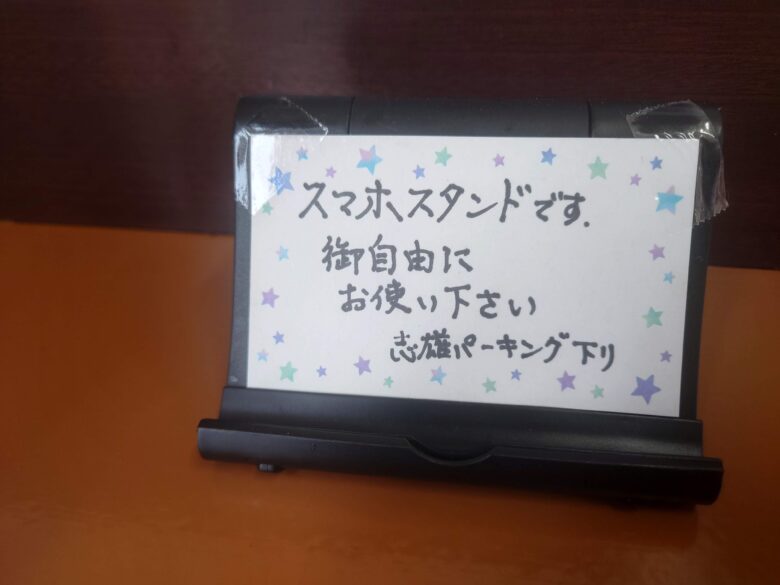 スマホスタンドです.
御自由に
お使い下さい
志雄パーキング下り